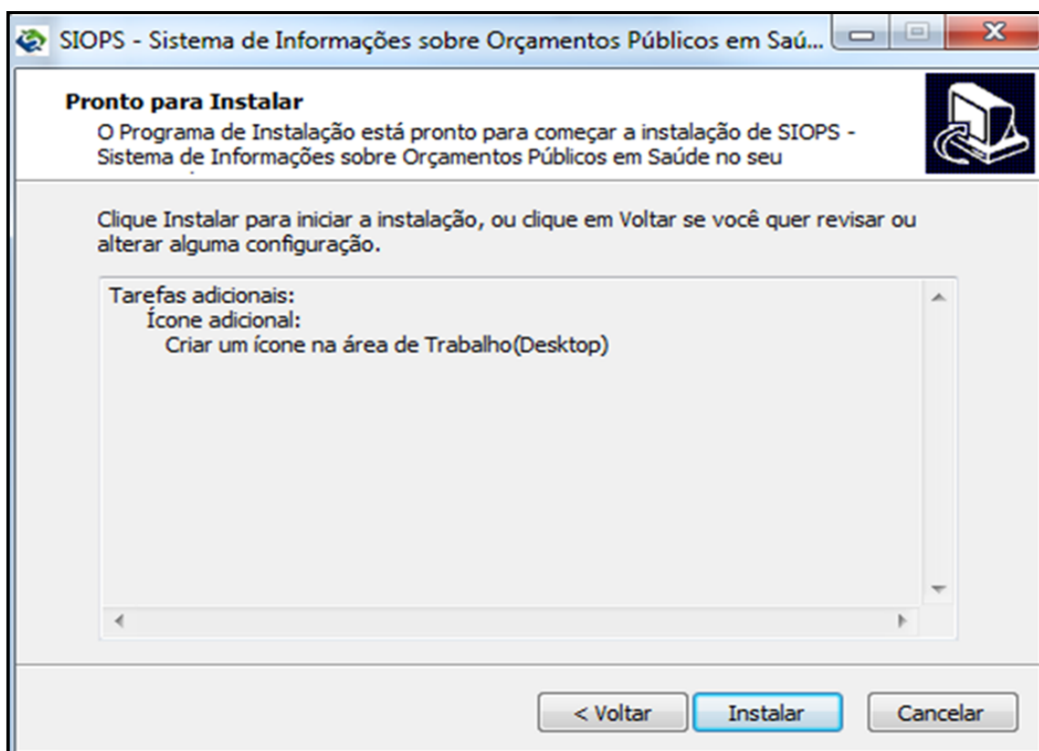 SIOPS - Sistema de Informações sobre Orçamentos Públicos em Saú...
Pronto para Instalar
O Programa de Instalação está pronto para começar a instalação de SIOPS -
Sistema de Informações sobre Orçamentos Públicos em Saúde no seu
Clique Instalar para iniciar a instalação, ou clique em Voltar se você quer revisar ou
alterar alguma configuração.
Tarefas adicionais:
Ícone adicional:
Criar um ícone na área de Trabalho(Desktop)
< Voltar
Instalar
Cancelar